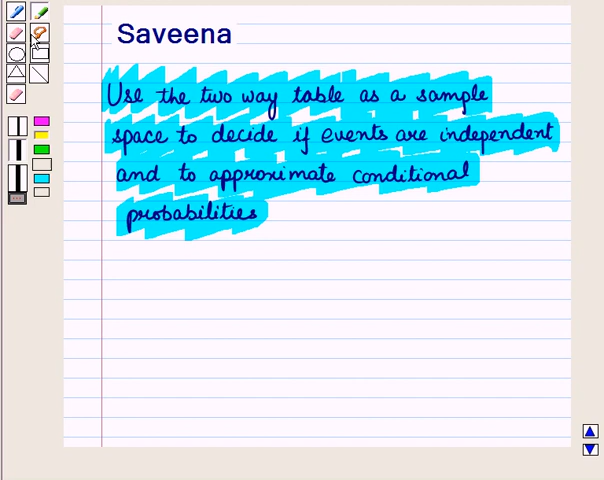 Saveena
Use the two way table as a sample
space to decide if events are independent
and to approximate conditional
probabilities